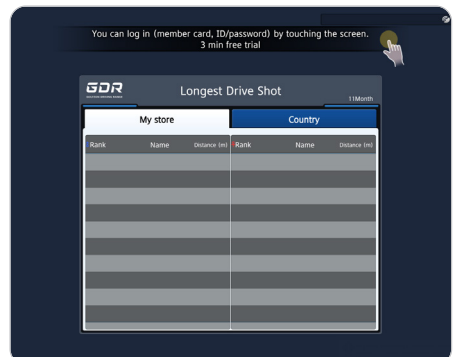 You can log in (member card, ID/password) by touching the screen.
3 min free trial
GDR
Longest Drive Shot
11Month
My store
Country
Rank Name Distance (m) Rank Name Distance (m)